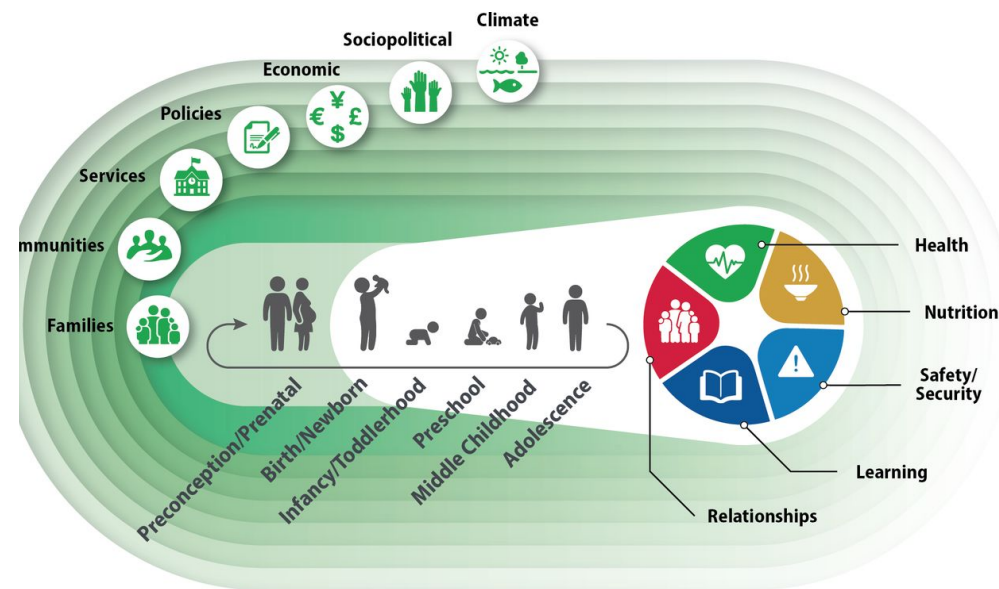 Climate
Sociopolitical
Economic
Policies
Services
mmunities
Families
Health
Nutrition
Safety/
Security
Learning
Relationships
Preconception/Prenatal
Birth/Newborn
Infancy/Toddlerhood
Preschool
Middle Childhood
Adolescence
¥
€ £
$